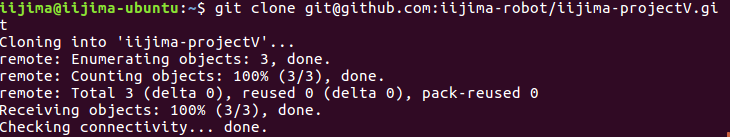 iijima@iijima-ubuntu:~$ git clone git@github.com:iijima-robot/iijima-projectV.gi
t
Cloning into 'iijima-projectV'...
remote: Enumerating objects: 3, done.
remote: Counting objects: 100% (3/3), done.
remote: Total 3 (delta 0), reused 0 (delta 0), pack-reused 0
Receiving objects: 100% (3/3), done.
Checking connectivity... done.